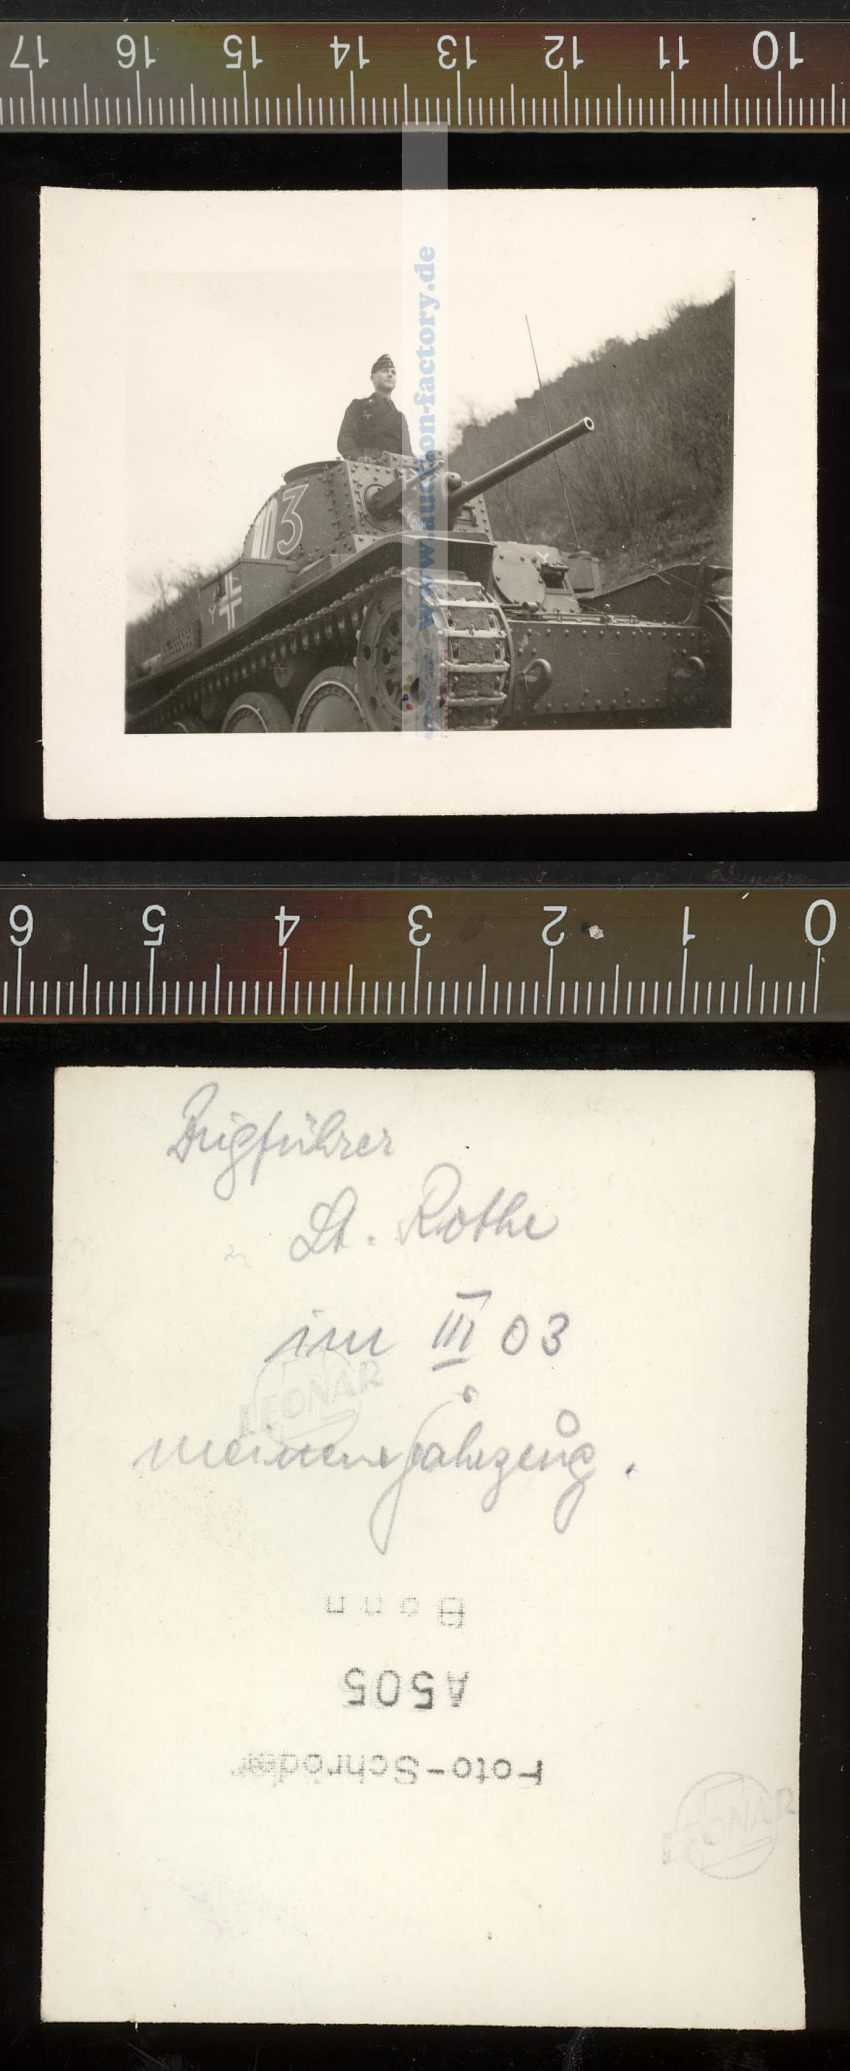 17 16 15 14 13 12 11 10
www.auction-factory.de
03
Y
6 5 4 3 2 1 0
Zugführer
Lt. Rothe
im III 03
meinem Fahrzeug.
LEONAR
Foto-Schröder
A505
Bonn
LEONAR